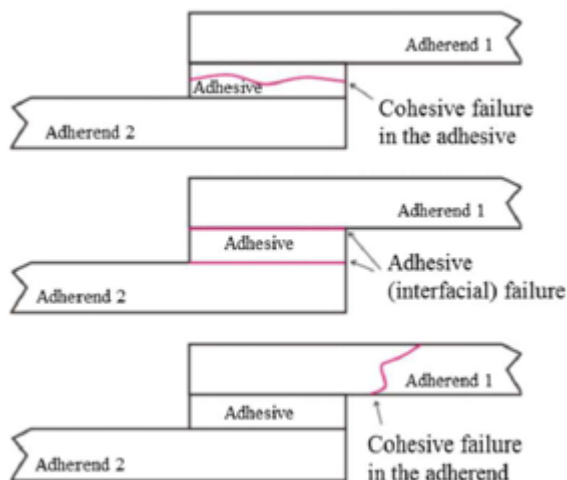 Adherend 1
Adhesive
Cohesive failure
in the adhesive
Adherend 2
Adherend 1
Adhesive
Adhesive
(interfacial) failure
Adherend 2
Adherend 1
Adhesive
Cohesive failure
in the adherend
Adherend 2